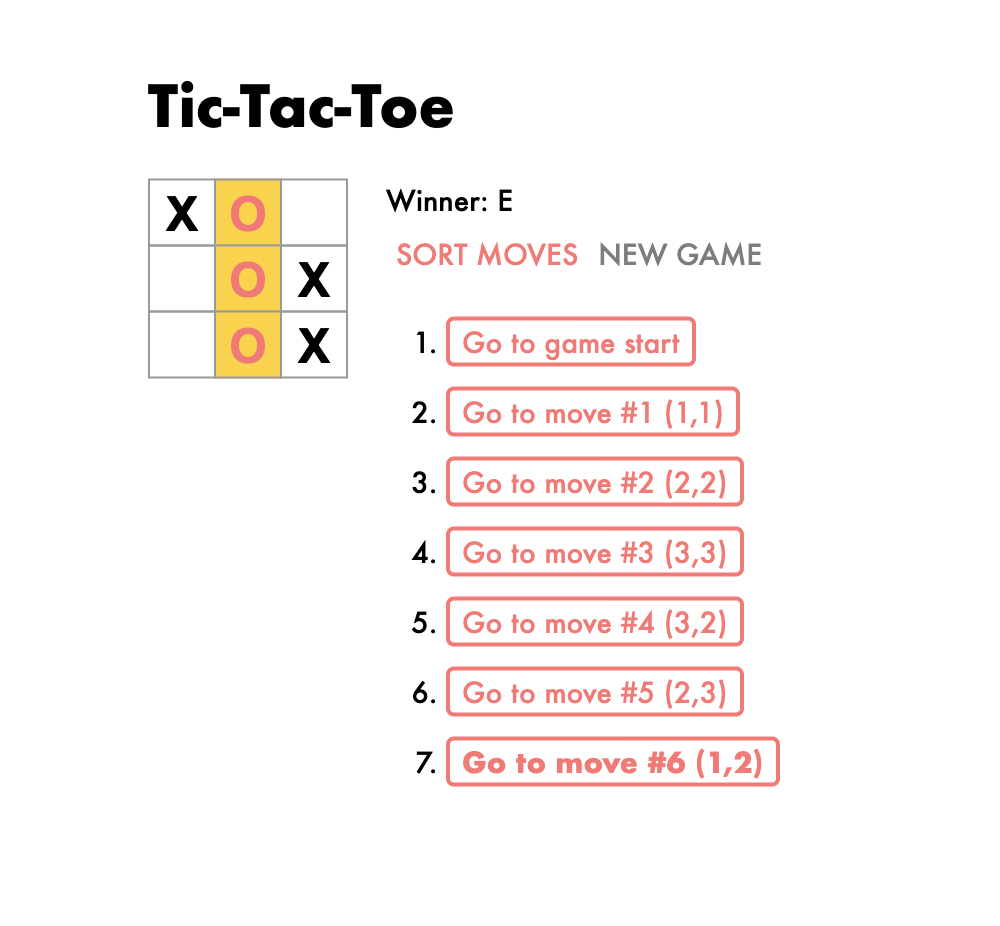 Tic-Tac-Toe
X O
O X
O X
Winner: E
SORT MOVES NEW GAME
1. Go to game start
2. Go to move #1 (1,1)
3. Go to move #2 (2,2)
4. Go to move #3 (3,3)
5. Go to move #4 (3,2)
6. Go to move #5 (2,3)
7. Go to move #6 (1,2)